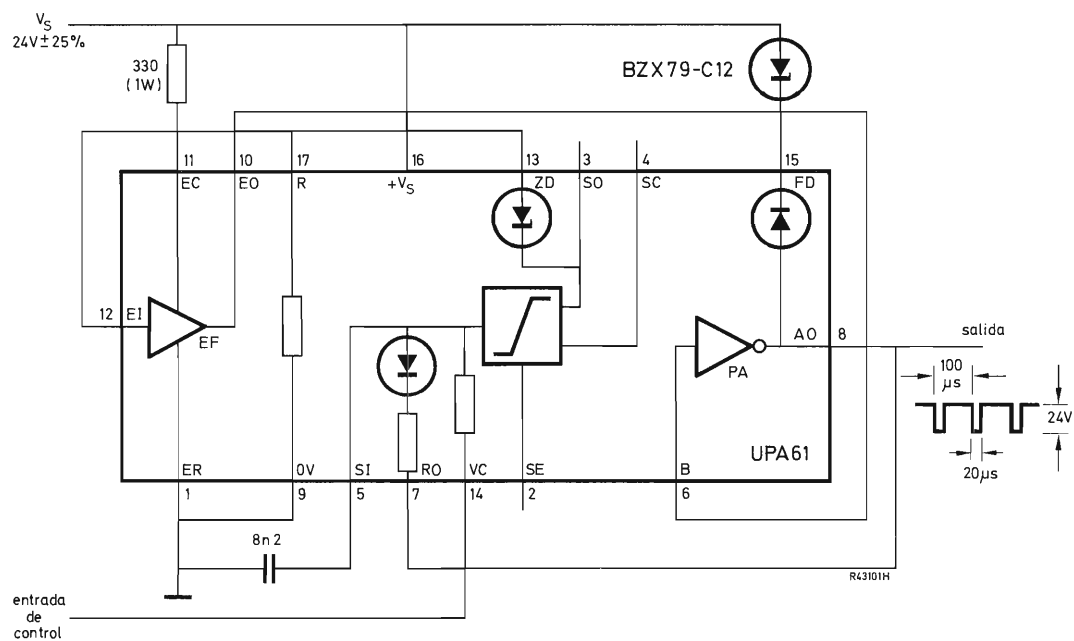 V_S
24V±25%
330
(1W)
BZX79-C12
11
10
17
16
13
3
4
15
EC
EO
R
+V_S
ZD
SO
SC
FD
12
EI
EF
PA
AO
8
salida
100
µs
24V
20µs
UPA61
ER
0V
SI
RO
VC
SE
B
1
9
5
7
14
2
6
8n2
R43101H
entrada
de
control